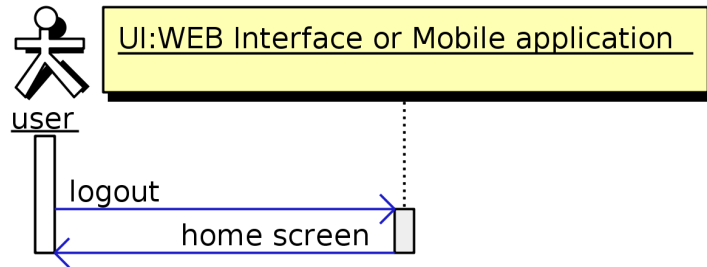 UI:WEB Interface or Mobile application
user
logout
home screen